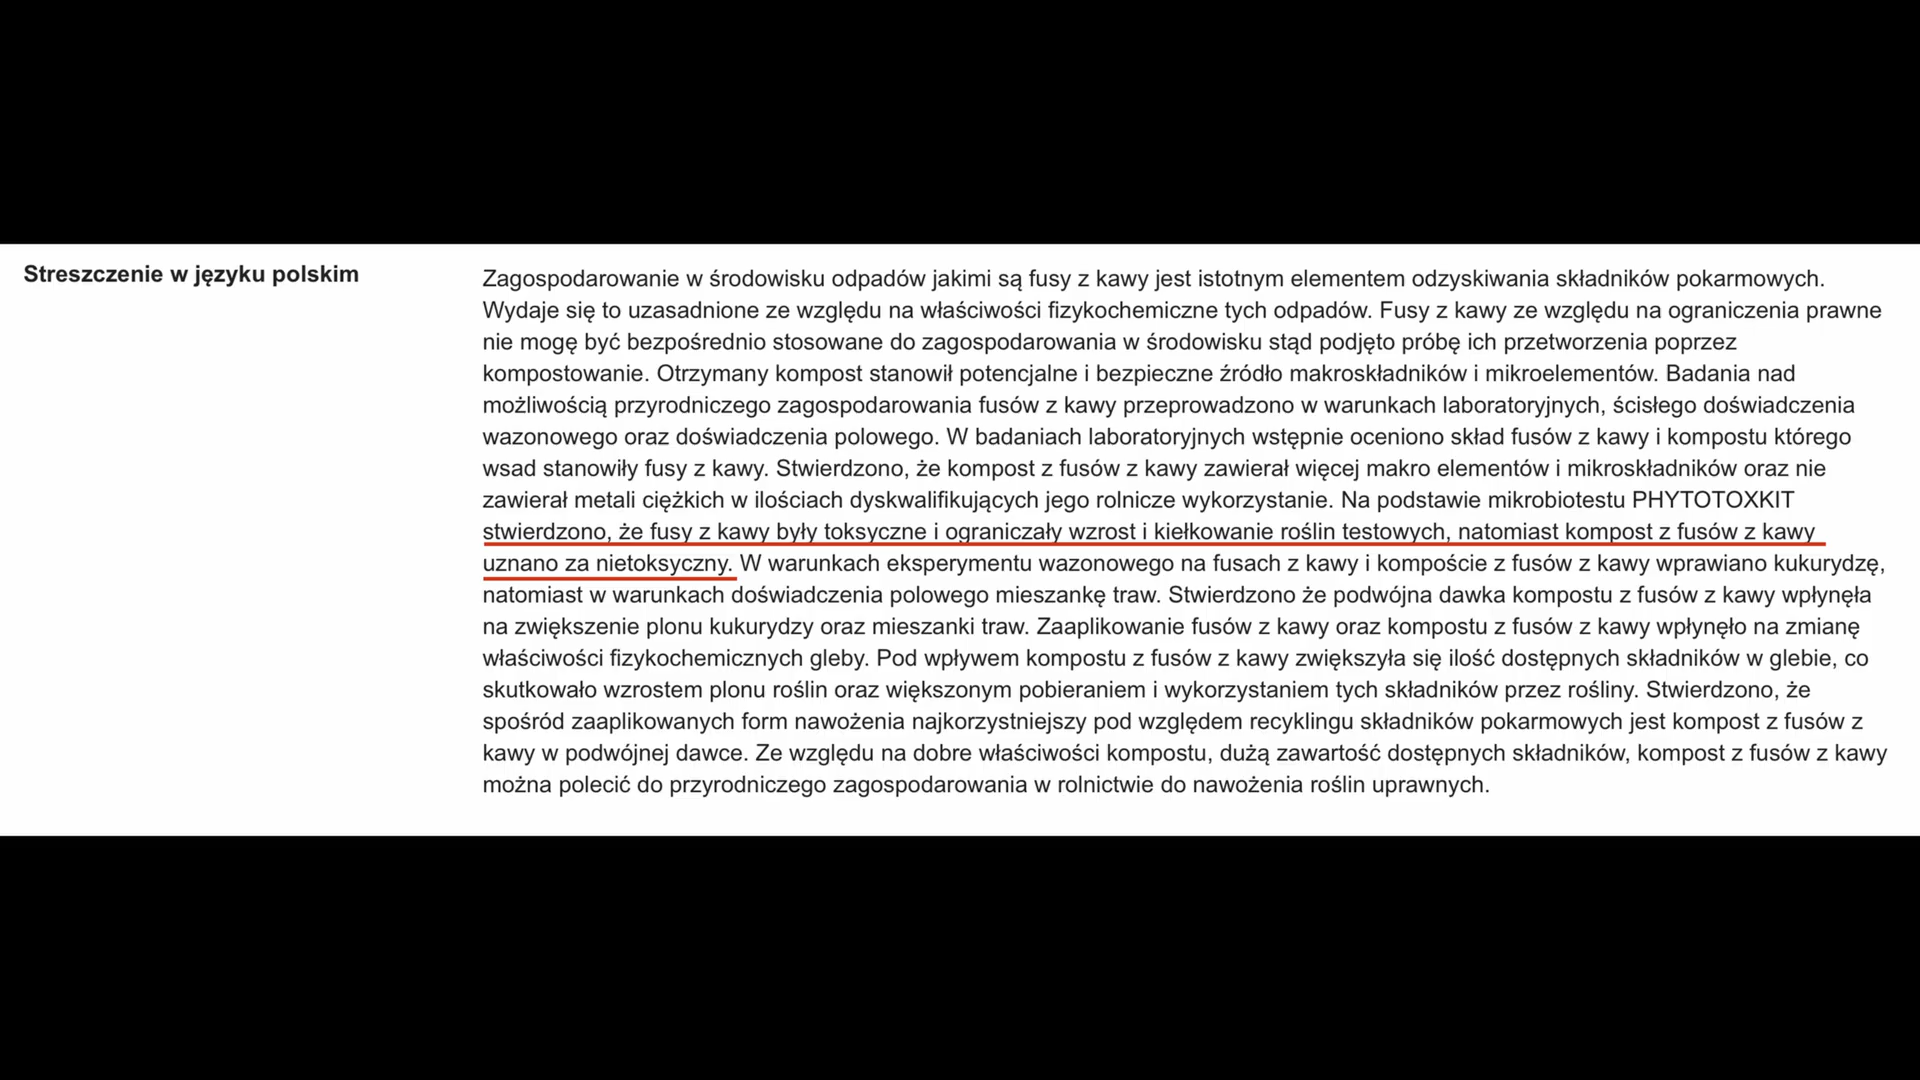 Streszczenie w języku polskim
Zagospodarowanie w środowisku odpadów jakimi są fusy z kawy jest istotnym elementem odzyskiwania składników pokarmowych.
Wydaje się to uzasadnione ze względu na właściwości fizykochemiczne tych odpadów. Fusy z kawy ze względu na ograniczenia prawne
nie mogę być bezpośrednio stosowane do zagospodarowania w środowisku stąd podjęto próbę ich przetworzenia poprzez
kompostowanie. Otrzymany kompost stanowił potencjalne i bezpieczne źródło makroskładników i mikroelementów. Badania nad
możliwością przyrodniczego zagospodarowania fusów z kawy przeprowadzono w warunkach laboratoryjnych, ścisłego doświadczenia
wazonowego oraz doświadczenia polowego. W badaniach laboratoryjnych wstępnie oceniono skład fusów z kawy i kompostu którego
wsad stanowiły fusy z kawy. Stwierdzono, że kompost z fusów z kawy zawierał więcej makro elementów i mikroskładników oraz nie
zawierał metali ciężkich w ilościach dyskwalifikujących jego rolnicze wykorzystanie. Na podstawie mikrobiotestu PHYTOTOXKIT
stwierdzono, że fusy z kawy były toksyczne i ograniczały wzrost i kiełkowanie roślin testowych, natomiast kompost z fusów z kawy
uznano za nietoksyczny. W warunkach eksperymentu wazonowego na fusach z kawy i kompoście z fusów z kawy wprawiano kukurydzę,
natomiast w warunkach doświadczenia polowego mieszankę traw. Stwierdzono że podwójna dawka kompostu z fusów z kawy wpłynęła
na zwiększenie plonu kukurydzy oraz mieszanki traw. Zaaplikowanie fusów z kawy oraz kompostu z fusów z kawy wpłynęło na zmianę
właściwości fizykochemicznych gleby. Pod wpływem kompostu z fusów z kawy zwiększyła się ilość dostępnych składników w glebie, co
skutkowało wzrostem plonu roślin oraz większonym pobieraniem i wykorzystaniem tych składników przez rośliny. Stwierdzono, że
spośród zaaplikowanych form nawożenia najkorzystniejszy pod względem recyklingu składników pokarmowych jest kompost z fusów z
kawy w podwójnej dawce. Ze względu na dobre właściwości kompostu, dużą zawartość dostępnych składników, kompost z fusów z kawy
można polecić do przyrodniczego zagospodarowania w rolnictwie do nawożenia roślin uprawnych.